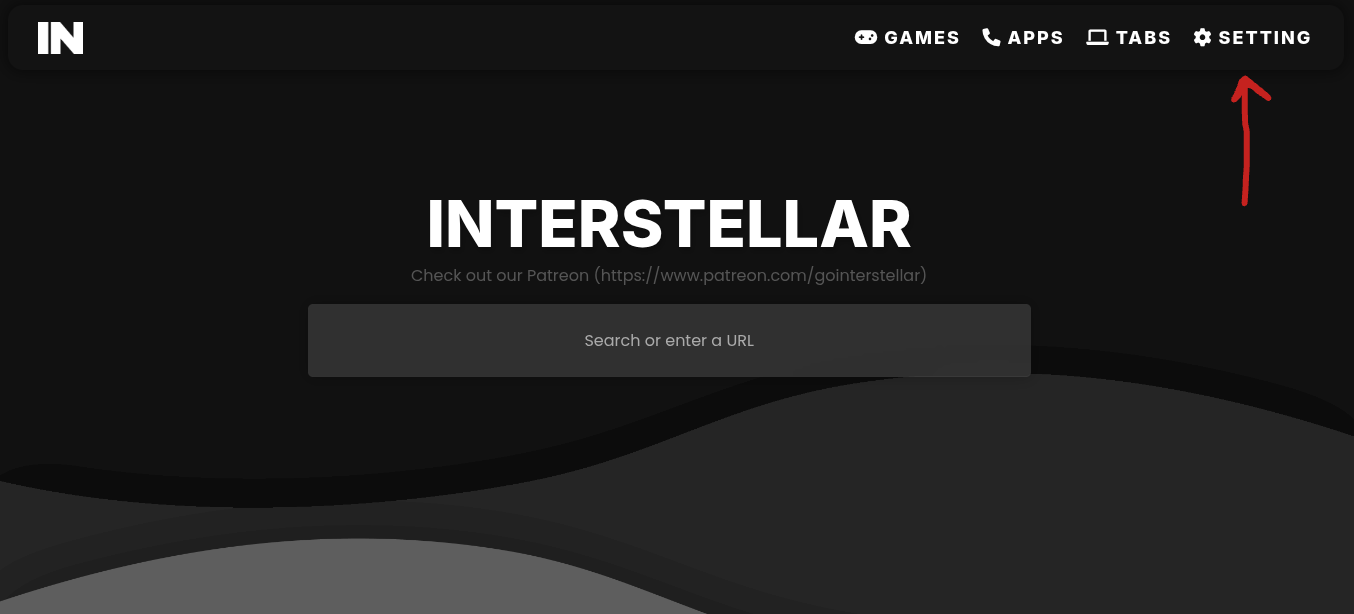 IN
GAMES
APPS
TABS
SETTING
INTERSTELLAR
Check out our Patreon (https://www.patreon.com/gointerstellar)
Search or enter a URL